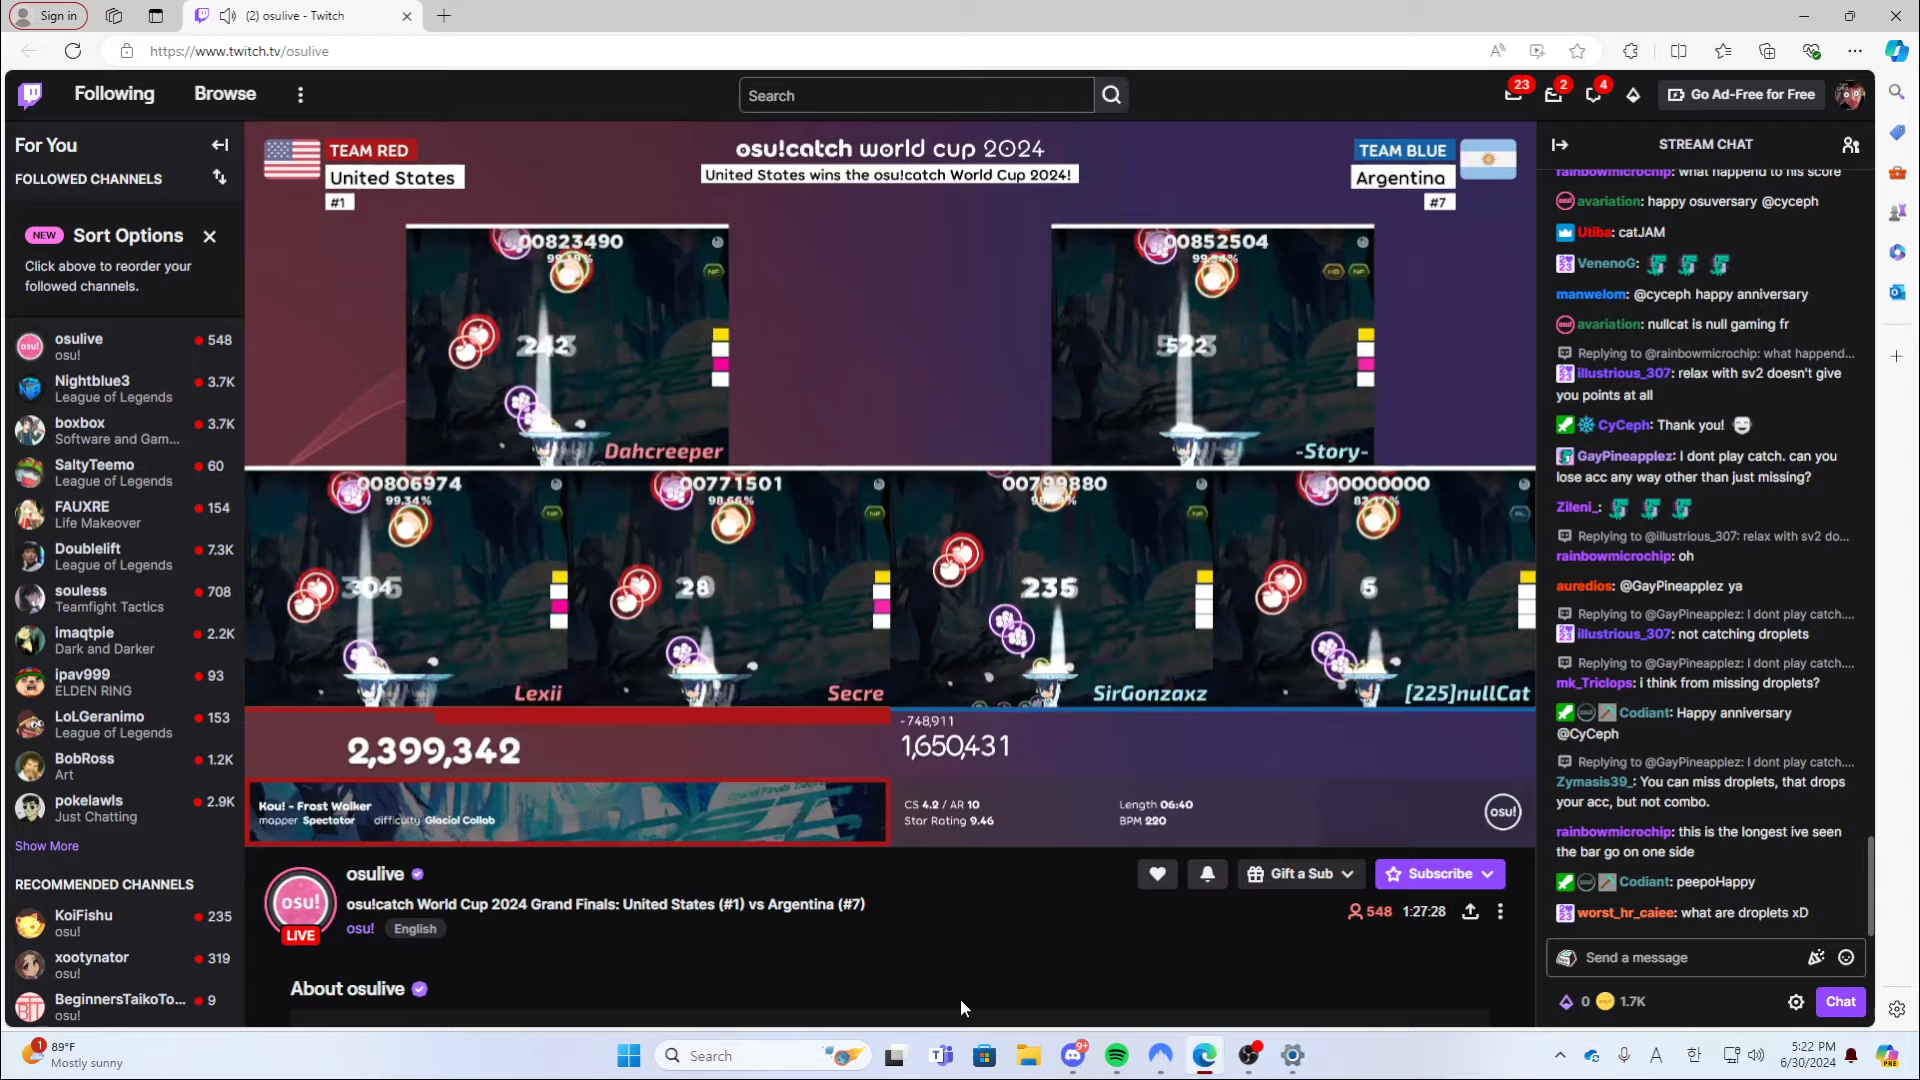 Sign in
(2) osulive - Twitch
https://www.twitch.tv/osulive
Following
Browse
Search
23
2
4
Go Ad-Free for Free
For You
FOLLOWED CHANNELS
NEW Sort Options
Click above to reorder your
followed channels.
osulive
548
osu!
Nightblue3
3.7K
League of Legends
boxbox
3.7K
Software and Gam...
SaltyTeemo
60
League of Legends
FAUXRE
154
Life Makeover
Doublelift
7.3K
League of Legends
souless
708
Teamfight Tactics
imaqtpie
2.2K
Dark and Darker
ipav999
93
ELDEN RING
LoLGeranimo
153
League of Legends
BobRoss
1.2K
Art
pokelawls
2.9K
Just Chatting
Show More
RECOMMENDED CHANNELS
KoiFishu
235
osu!
xootynator
319
osu!
BeginnersTaikoTo...
9
osu!
TEAM RED
United States
#1
osu!catch world cup 2024
United States wins the osu!catch World Cup 2024!
TEAM BLUE
Argentina
#7
00823490
Dahcreeper
00852504
522
-Story-
00806974
99.34%
Lexii
00771501
98.66%
28
Secre
00799880
235
SirGonzaxz
00000000
5
[225]nullCat
2,399,342
-748,911
1,650,431
Kou! - Frost Walker
mapper Spectator difficulty Glacial Collab
CS 4.2 / AR 10
Star Rating 9.46
Length 06:40
BPM 220
osu!
osu!
LIVE
osulive
osu!catch World Cup 2024 Grand Finals: United States (#1) vs Argentina (#7)
osu! English
Gift a Sub
Subscribe
548 1:27:28
About osulive
STREAM CHAT
rainbowmicrochip: what happend to his score
avariation: happy osuversary @cyceph
Utiba: catJAM
VenenoG:
manwelom: @cyceph happy anniversary
avariation: nullcat is null gaming fr
Replying to @rainbowmicrochip: what happend...
illustrious_307: relax with sv2 doesn't give
you points at all
CyCeph: Thank you!
GayPineapplez: I dont play catch. can you
lose acc any way other than just missing?
Zileni_:
Replying to @illustrious_307: relax with sv2 do...
rainbowmicrochip: oh
auredios: @GayPineapplez ya
Replying to @GayPineapplez: I dont play catch....
illustrious_307: not catching droplets
Replying to @GayPineapplez: I dont play catch....
mk_Triclops: i think from missing droplets?
Codiant: Happy anniversary
@CyCeph
Replying to @GayPineapplez: I dont play catch....
Zymasis39_: You can miss droplets, that drops
your acc, but not combo.
rainbowmicrochip: this is the longest ive seen
the bar go on one side
Codiant: peepoHappy
worst_hr_caiee: what are droplets xD
Send a message
0
1.7K
Chat
1
89°F
Mostly sunny
Search
9+
A
한
5:22 PM
6/30/2024
PRE